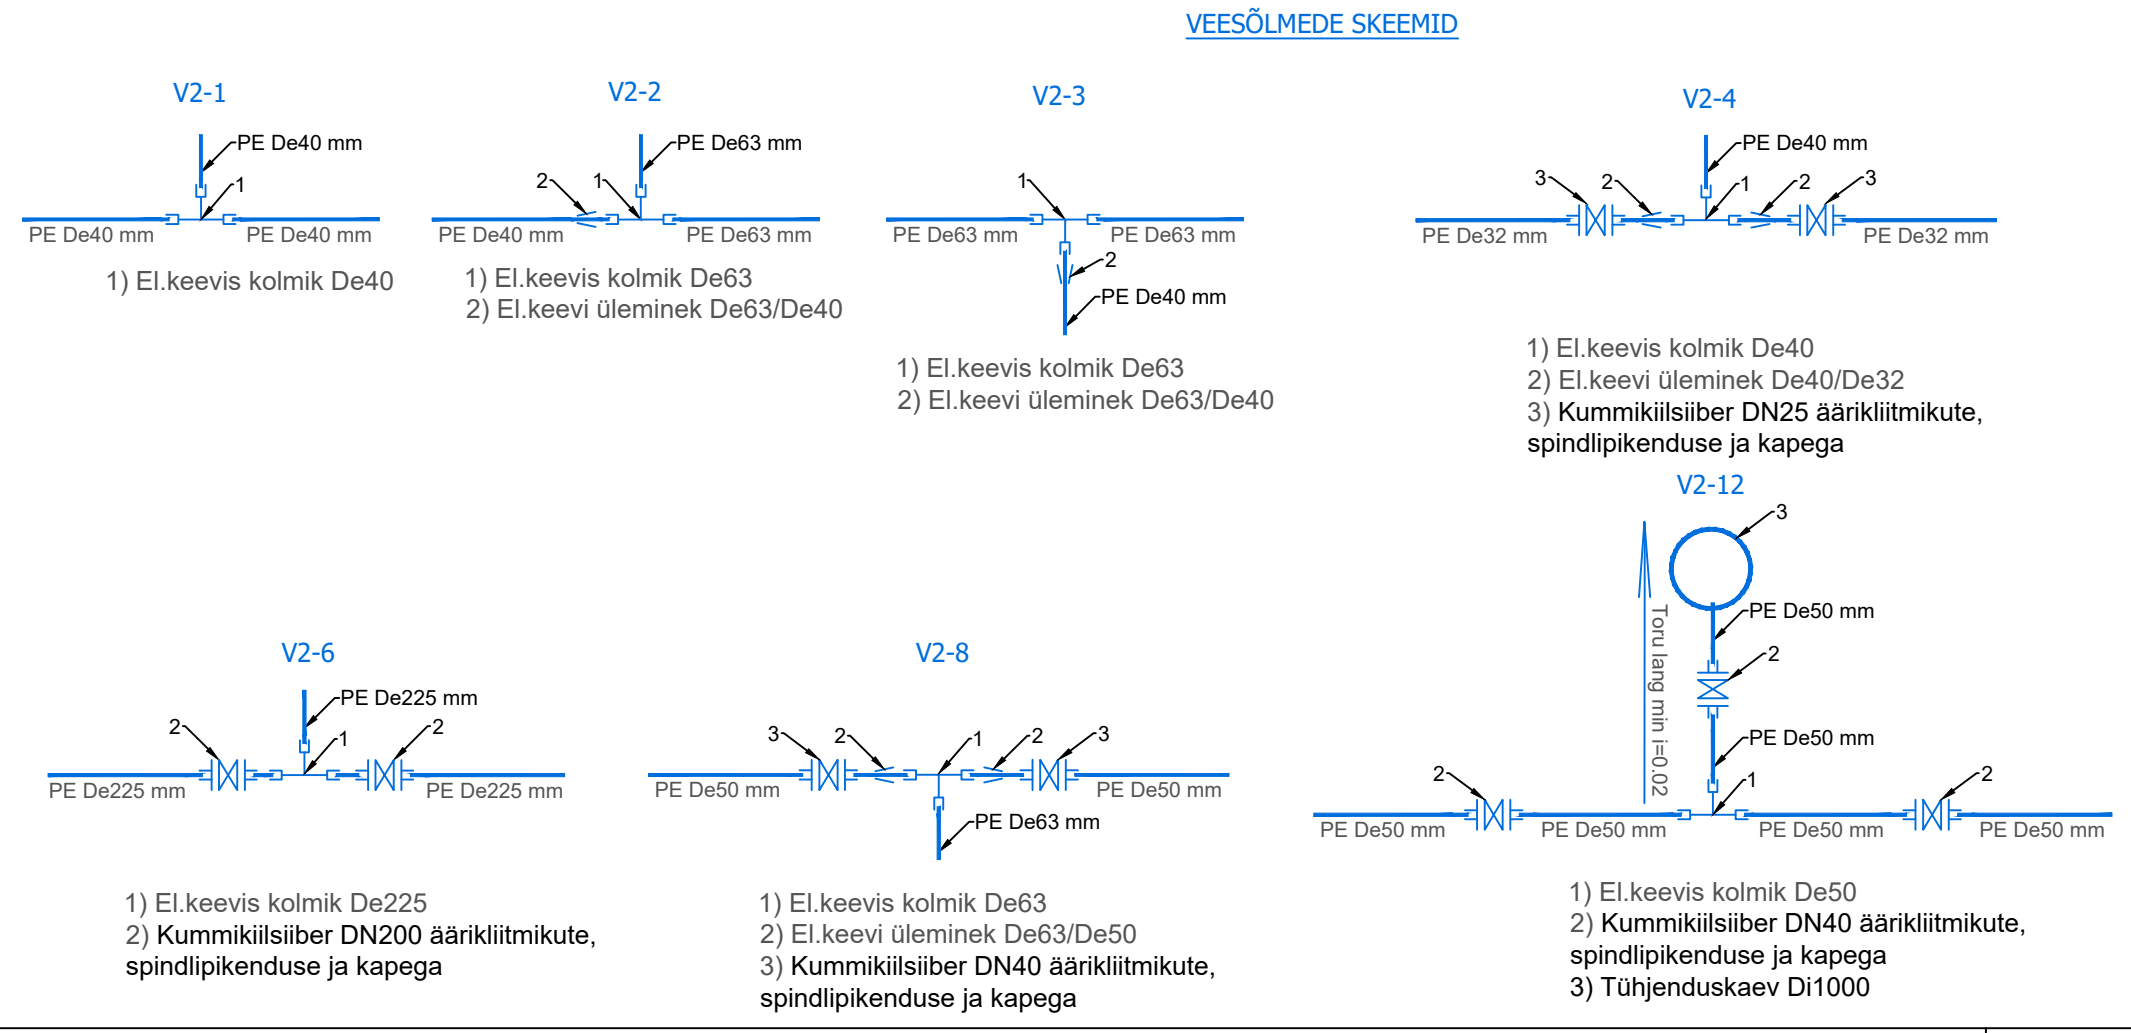 VEESÕLMEDE SKEEMID
V2-1
PE De40 mm
1
PE De40 mm
PE De40 mm
1) El.keevis kolmik De40
V2-2
PE De63 mm
2
1
PE De40 mm
PE De63 mm
1) El.keevis kolmik De63
2) El.keevi üleminek De63/De40
V2-3
1
PE De63 mm
PE De63 mm
2
PE De40 mm
1) El.keevis kolmik De63
2) El.keevi üleminek De63/De40
V2-4
PE De40 mm
3
2
1
2
3
PE De32 mm
PE De32 mm
1) El.keevis kolmik De40
2) El.keevi üleminek De40/De32
3) Kummikiilsiiber DN25 äärikliitmikute,
spindlipikenduse ja kapega
V2-6
PE De225 mm
2
1
2
PE De225 mm
PE De225 mm
1) El.keevis kolmik De225
2) Kummikiilsiiber DN200 äärikliitmikute,
spindlipikenduse ja kapega
V2-8
3
2
1
2
3
PE De50 mm
PE De50 mm
PE De63 mm
1) El.keevis kolmik De63
2) El.keevi üleminek De63/De50
3) Kummikiilsiiber DN40 äärikliitmikute,
spindlipikenduse ja kapega
V2-12
3
Toru lang min i=0.02
PE De50 mm
2
PE De50 mm
2
1
2
PE De50 mm
PE De50 mm
PE De50 mm
PE De50 mm
1) El.keevis kolmik De50
2) Kummikiilsiiber DN40 äärikliitmikute,
spindlipikenduse ja kapega
3) Tühjenduskaev Di1000